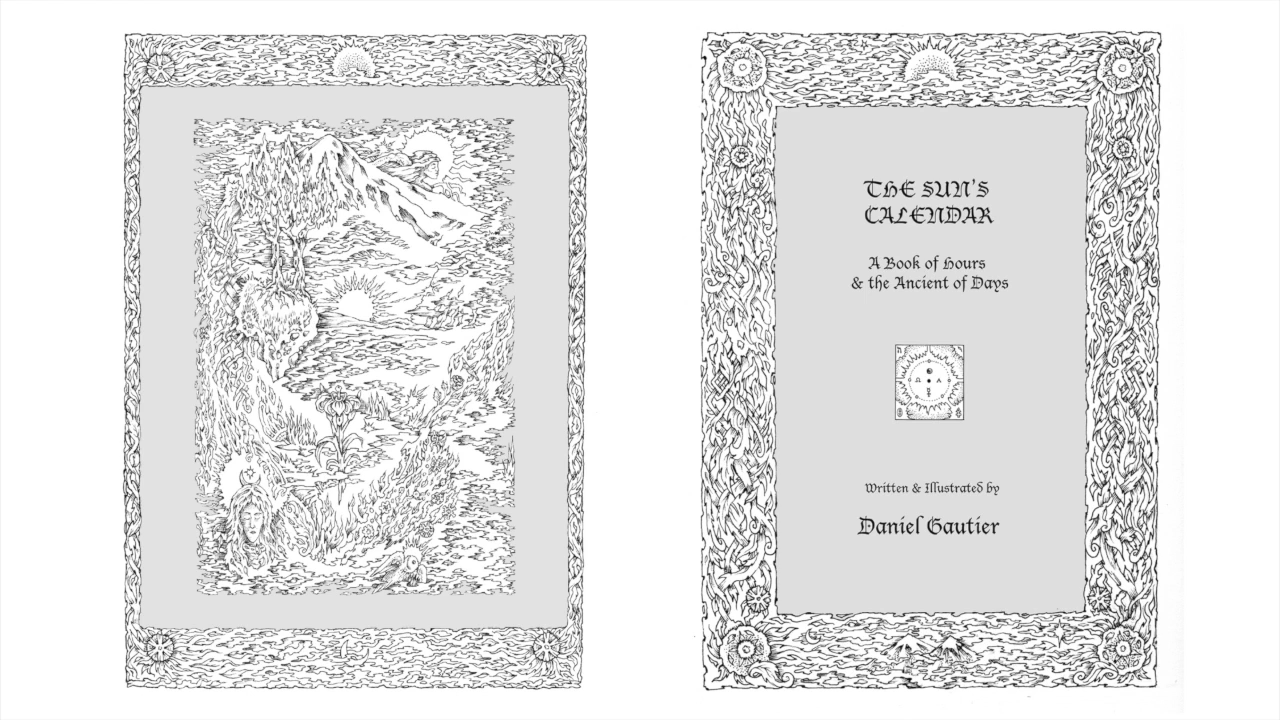 THE SUN'S
CALENDAR
A Book of Hours
& the Ancient of Days
Written & Illustrated by
Daniel Gautier